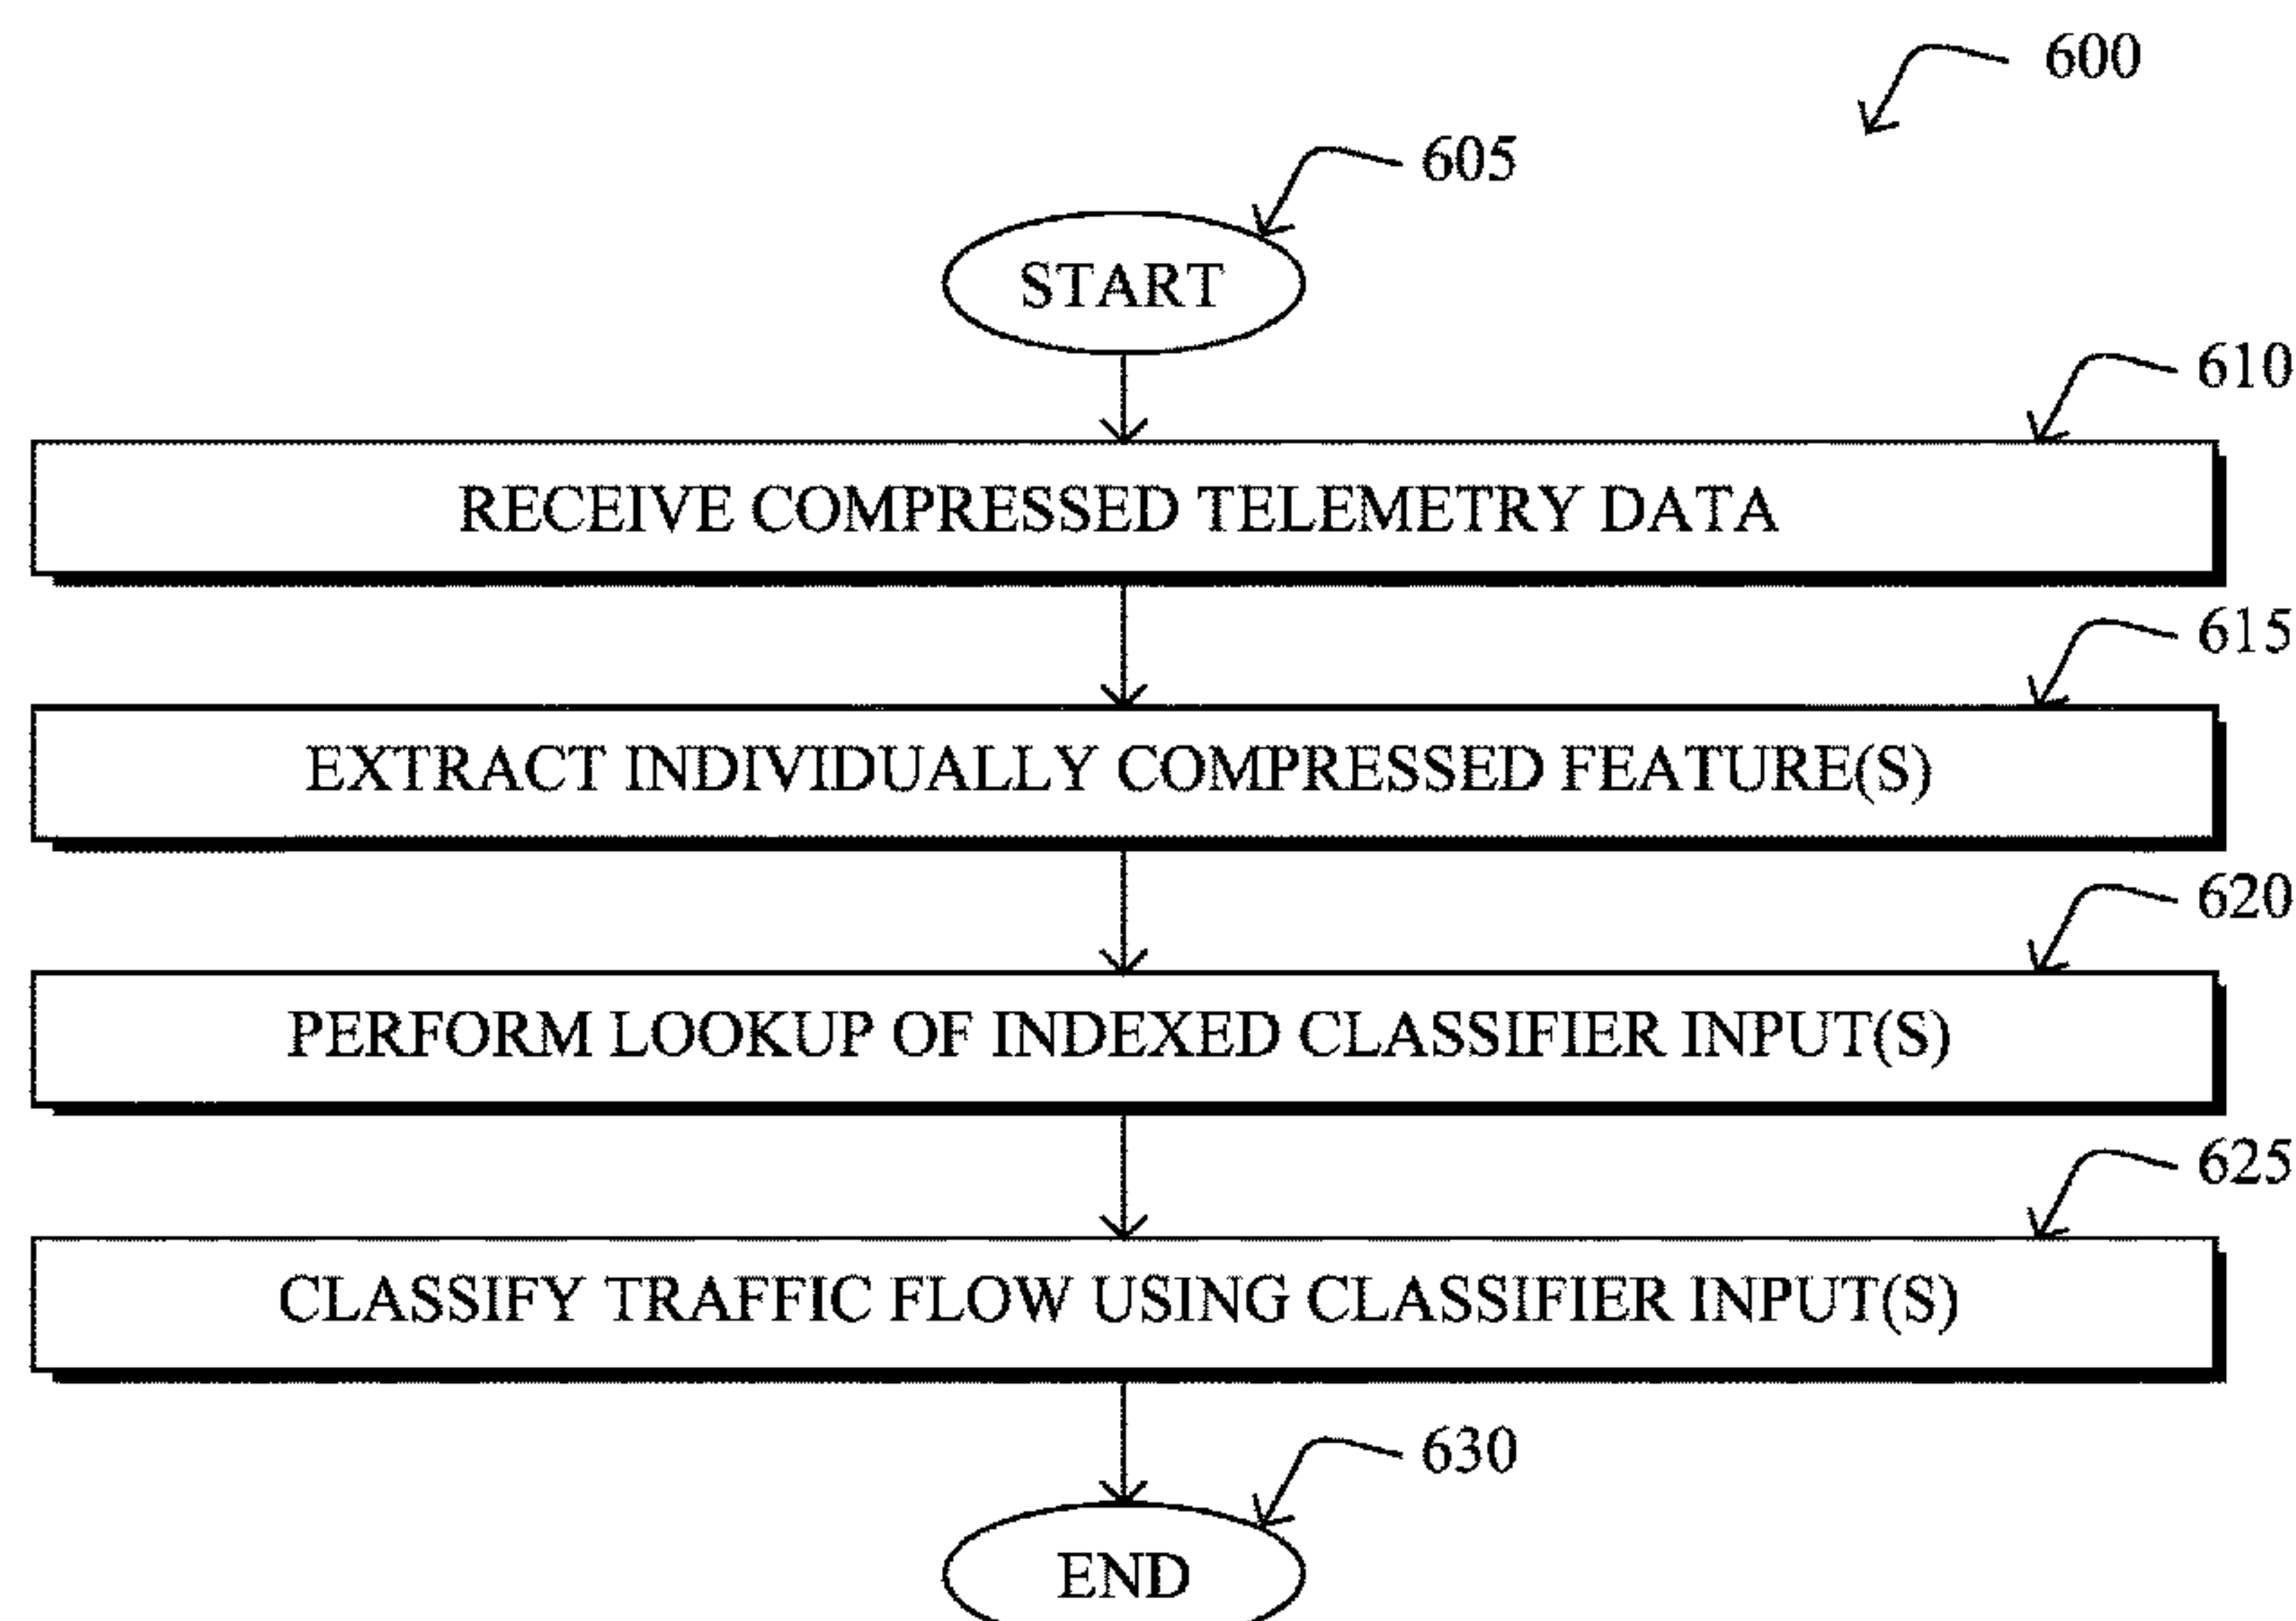 600
605
START
610
RECEIVE COMPRESSED TELEMETRY DATA
615
EXTRACT INDIVIDUALLY COMPRESSED FEATURE(S)
620
PERFORM LOOKUP OF INDEXED CLASSIFIER INPUT(S)
625
CLASSIFY TRAFFIC FLOW USING CLASSIFIER INPUT(S)
630
END